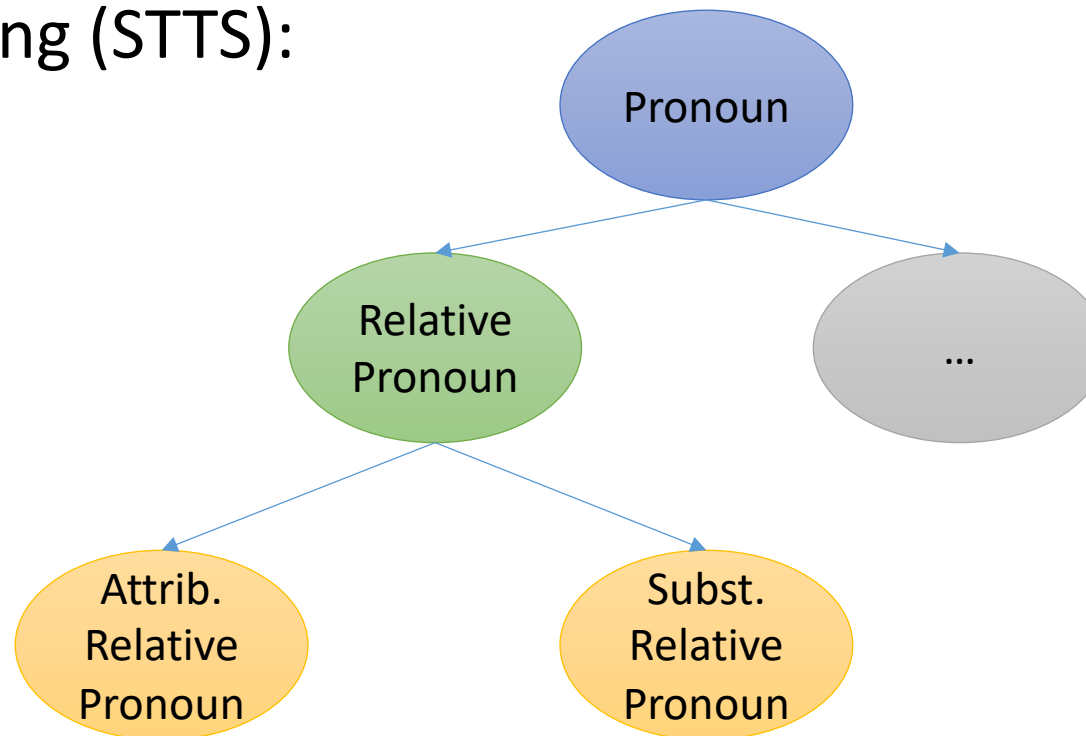 ng (STTS):
Pronoun
Relative
Pronoun
...
Attrib.
Relative
Pronoun
Subst.
Relative
Pronoun